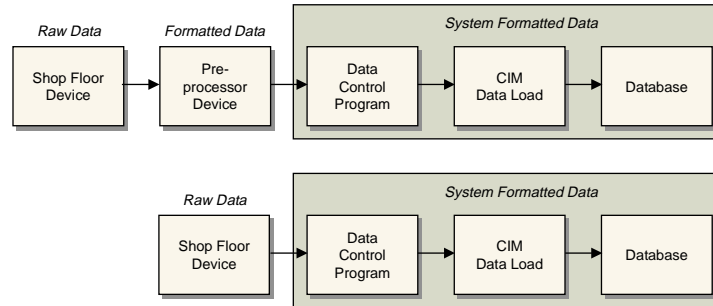 System Formatted Data
Raw Data
Formatted Data
Shop Floor
Device
Pre-
processor
Device
Data
Control
Program
CIM
Data Load
Database
System Formatted Data
Raw Data
Shop Floor
Device
Data
Control
Program
CIM
Data Load
Database